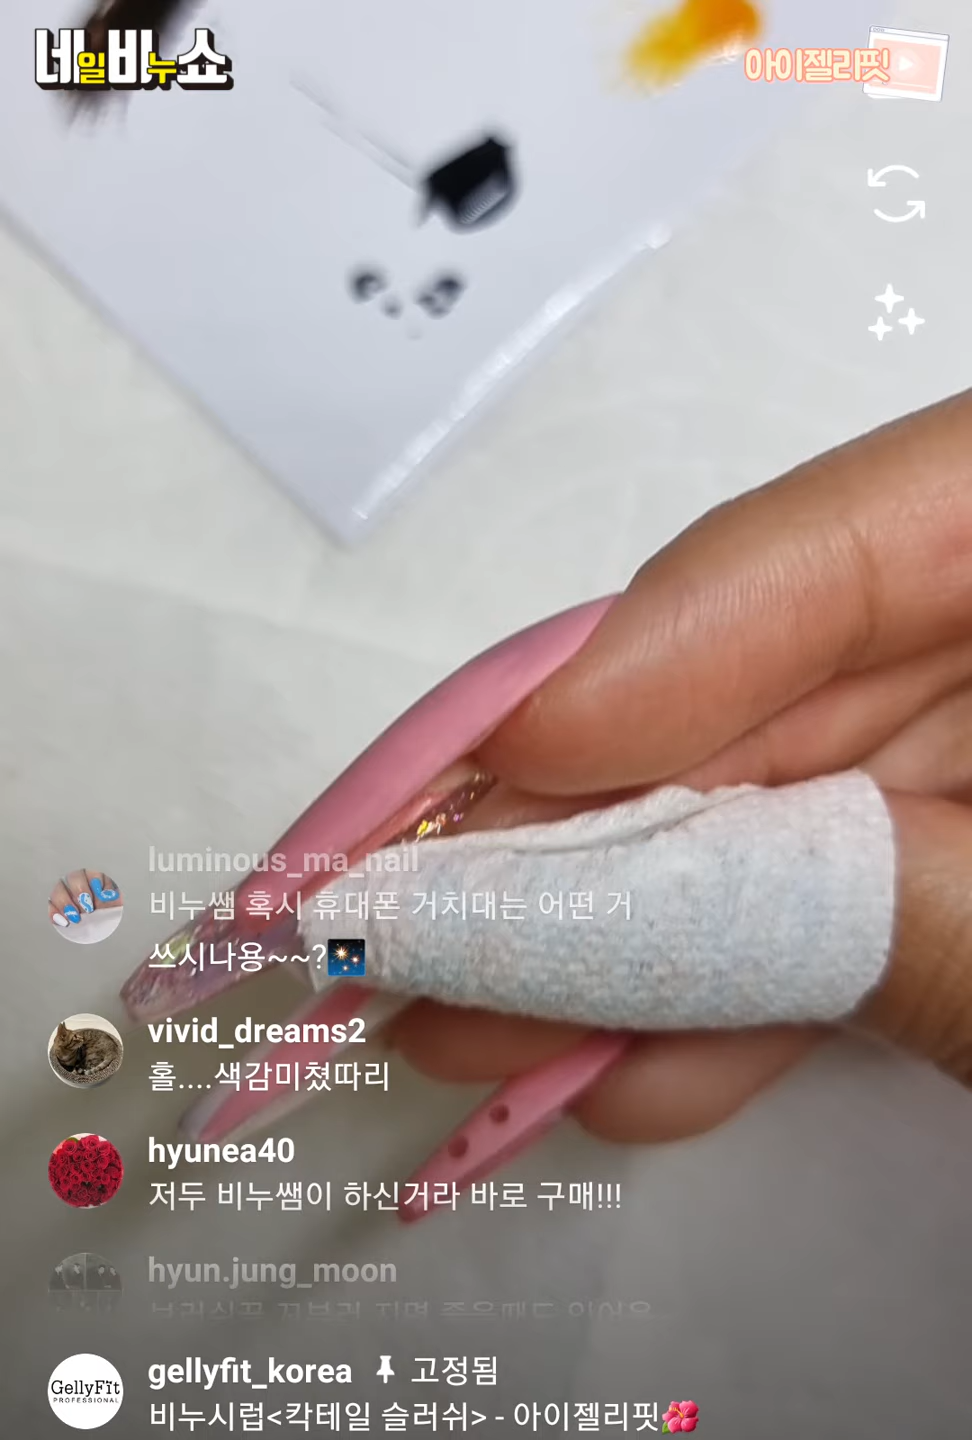 네일비누쇼
아이젤리핏
luminous_ma_nail
비누쌤 혹시 휴대폰 거치대는 어떤 거
쓰시나용~~?🎇
vivid_dreams2
홀....색감미쳤따리
hyunea40
저두 비누쌤이 하신거라 바로 구매!!!
hyun.jung_moon
GellyFit
PROFESSIONAL
gellyfit_korea 📌 고정됨
비누시럽<칵테일 슬러쉬> - 아이젤리핏🌺